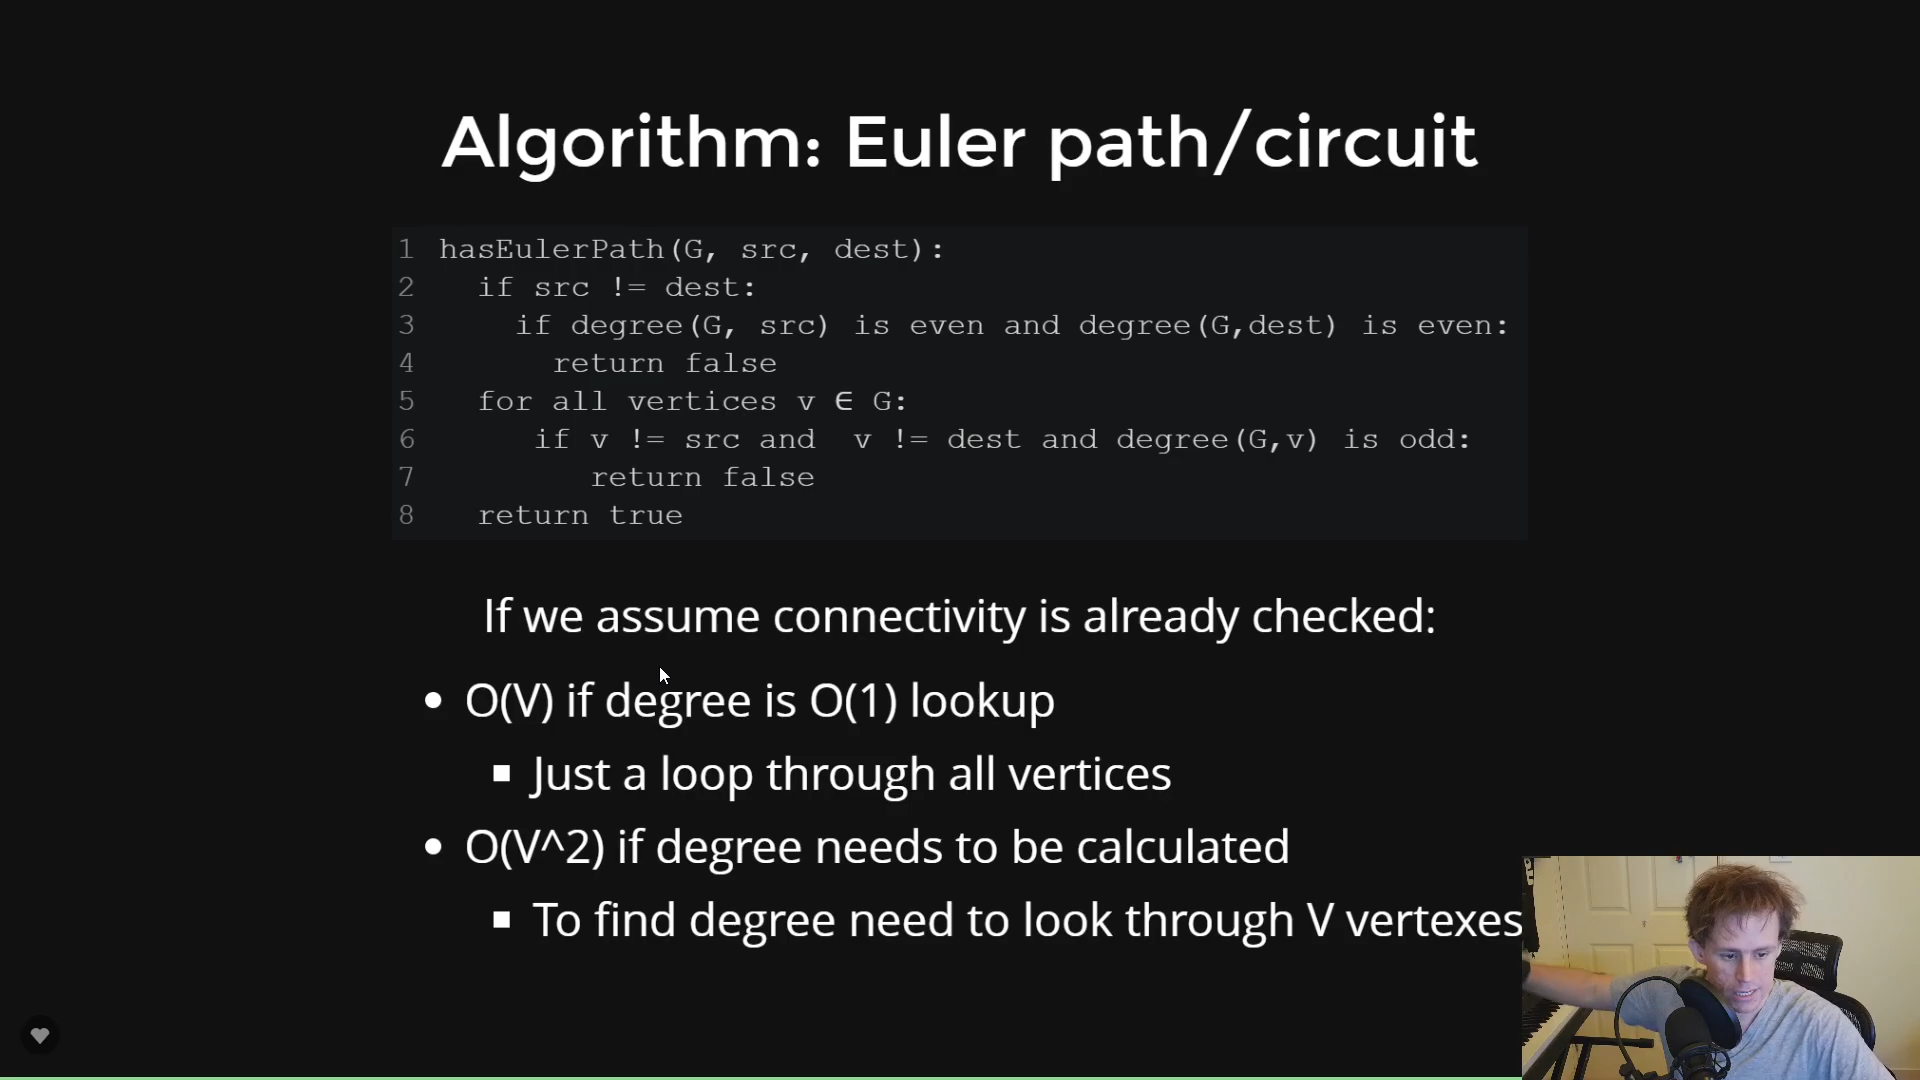 Algorithm: Euler path/circuit
1 hasEulerPath(G, src, dest):
2   if src != dest:
3     if degree(G, src) is even and degree(G,dest) is even:
4       return false
5   for all vertices v ∈ G:
6      if v != src and  v != dest and degree(G,v) is odd:
7         return false
8   return true
If we assume connectivity is already checked:
• O(V) if degree is O(1) lookup
▪ Just a loop through all vertices
• O(V^2) if degree needs to be calculated
▪ To find degree need to look through V vertexes